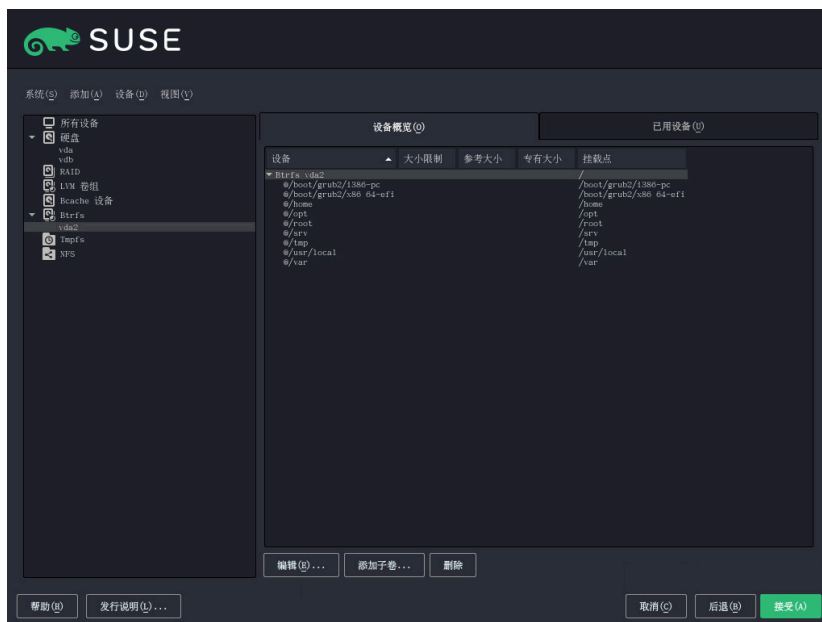 SUSE
系统(S) 添加(A) 设备(D) 视图(V)
所有设备
硬盘
vda
vdb
RAID
LVM 卷组
Bcache 设备
Btrfs
vda2
Tmpfs
NFS
设备概览(O) 已用设备(U)
设备 大小限制 参考大小 专有大小 挂载点
Btrfs vda2 /
@/boot/grub2/i386-pc /boot/grub2/i386-pc
@/boot/grub2/x86_64-efi /boot/grub2/x86_64-efi
@/home /home
@/opt /opt
@/root /root
@/srv /srv
@/tmp /tmp
@/usr/local /usr/local
@/var /var
编辑(E)... 添加子卷... 删除
帮助(H) 发行说明(L)... 取消(C) 后退(B) 接受(A)